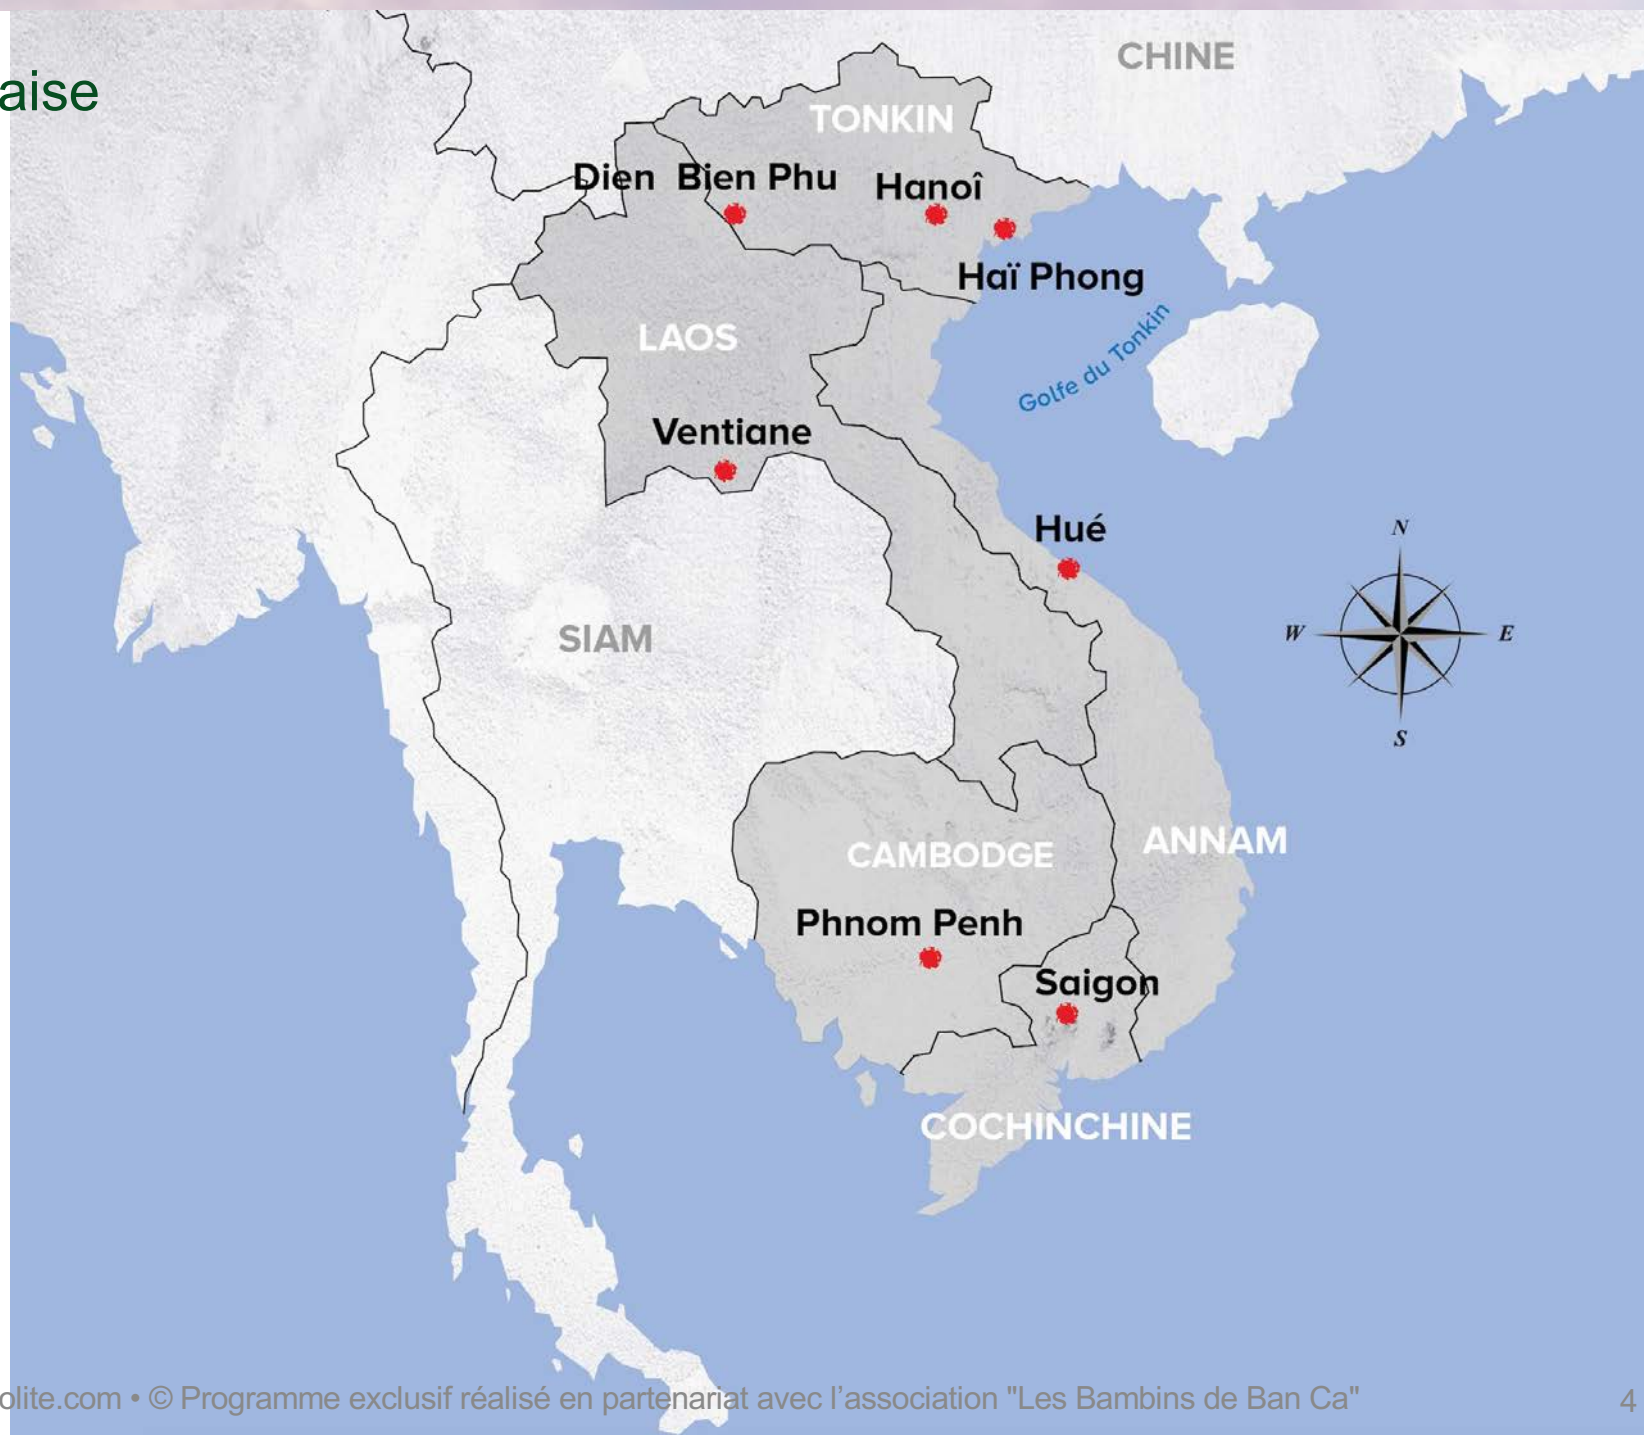 CHINE
aise
TONKIN
Dien Bien Phu
Hanoî
Haï Phong
LAOS
Golfe du Tonkin
Ventiane
Hué
N
W
E
S
SIAM
CAMBODGE
ANNAM
Phnom Penh
Saigon
COCHINCHINE
olite.com • © Programme exclusif réalisé en partenariat avec l’association "Les Bambins de Ban Ca"
4